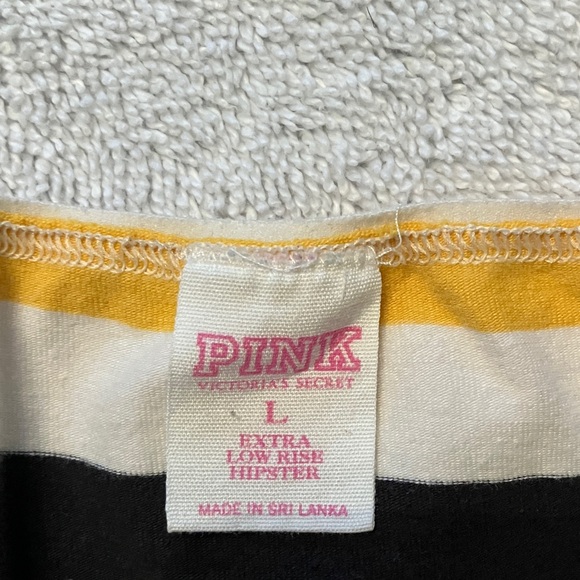 PINK
VICTORIA'S SECRET
L
EXTRA
LOW RISE
HIPSTER
MADE IN SRI LANKA